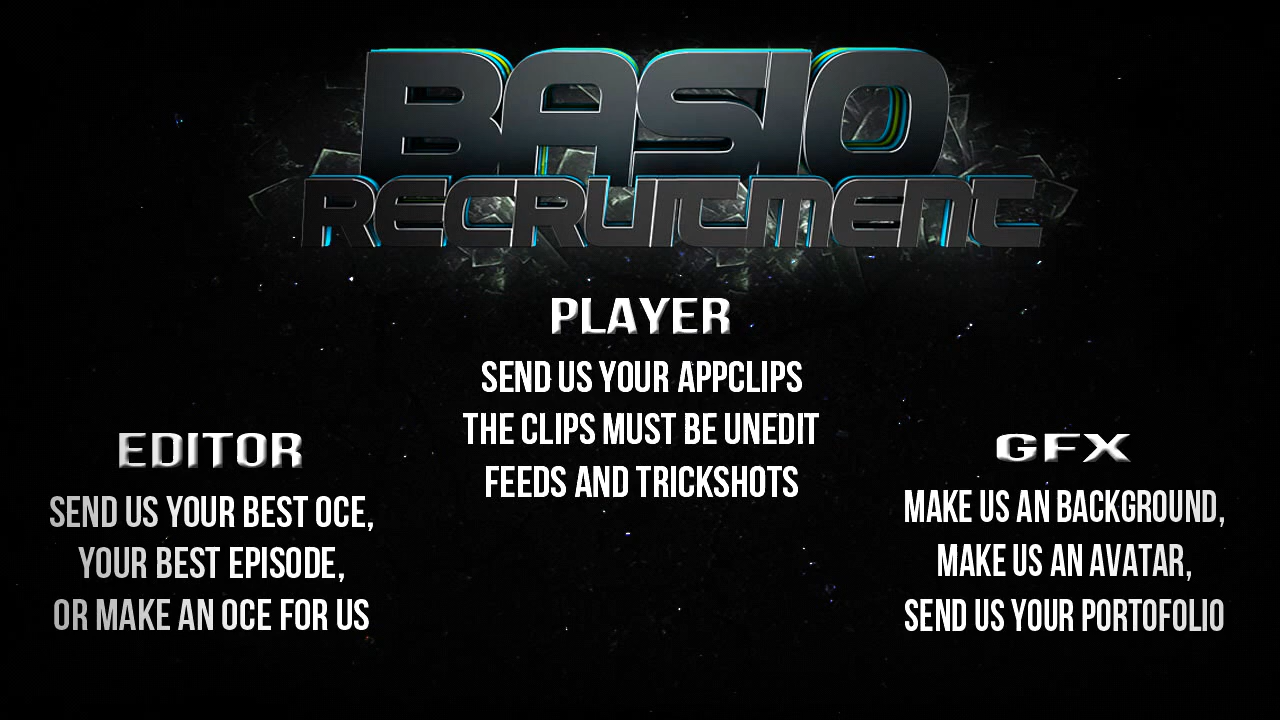 BASIO
RECRUITMENT
PLAYER
SEND US YOUR APPCLIPS
THE CLIPS MUST BE UNEDIT
FEEDS AND TRICKSHOTS
EDITOR
SEND US YOUR BEST OCE,
YOUR BEST EPISODE,
OR MAKE AN OCE FOR US
GFX
MAKE US AN BACKGROUND,
MAKE US AN AVATAR,
SEND US YOUR PORTOFOLIO